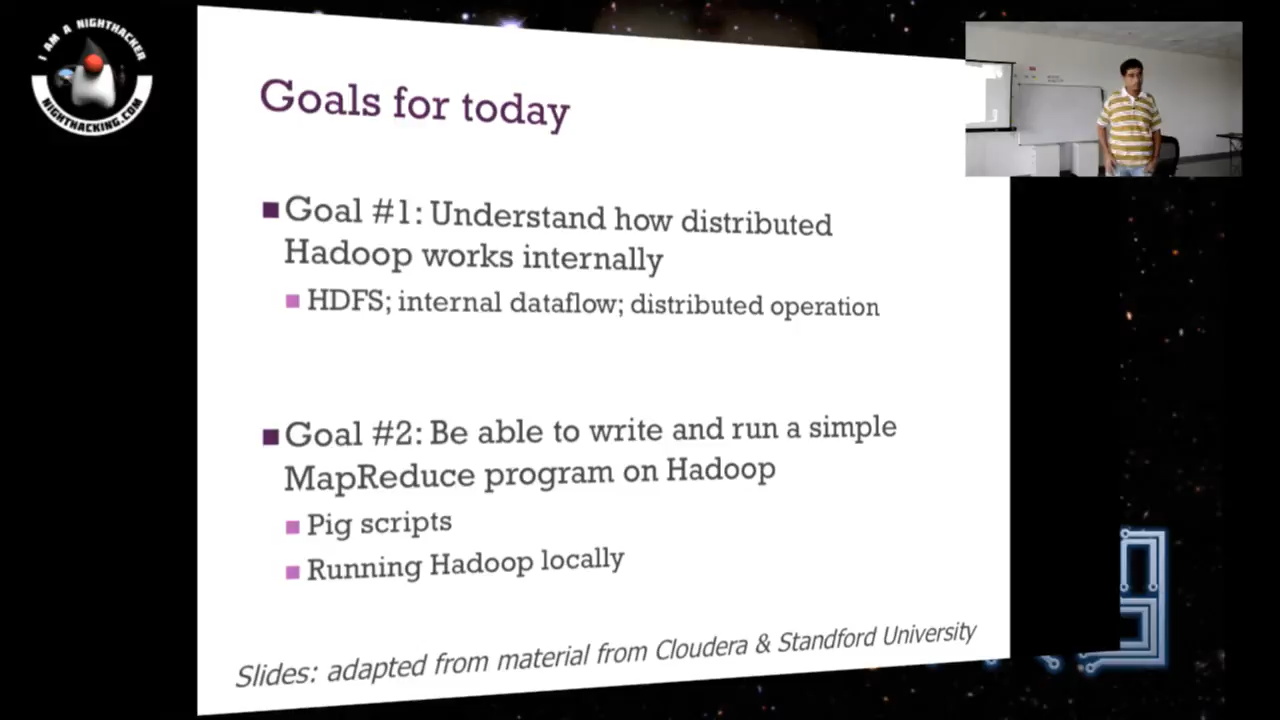 I AM A NIGHTHACKER
NIGHTHACKING.COM
Goals for today
Goal #1: Understand how distributed
Hadoop works internally
HDFS; internal dataflow; distributed operation
Goal #2: Be able to write and run a simple
MapReduce program on Hadoop
Pig scripts
Running Hadoop locally
Slides: adapted from material from Cloudera & Standford University